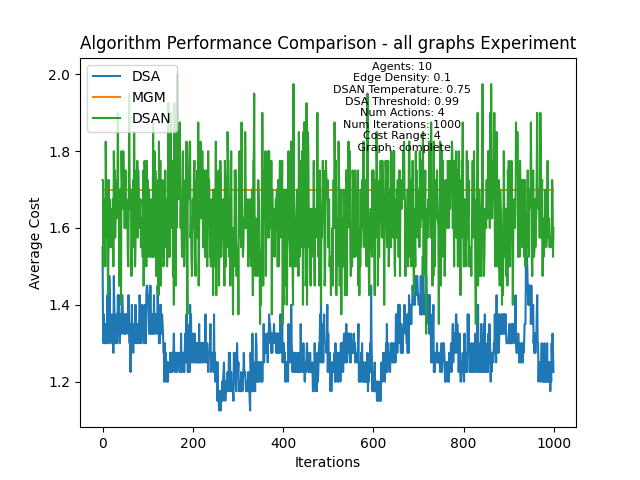 Algorithm Performance Comparison - all graphs Experiment
DSA
MGM
DSAN
Agents: 10
Edge Density: 0.1
DSAN Temperature: 0.75
DSA Threshold: 0.99
Num Actions: 4
Num Iterations: 1000
Cost Range: 4
Graph: complete
Average Cost
2.0
1.8
1.6
1.4
1.2
0
200
400
600
800
1000
Iterations